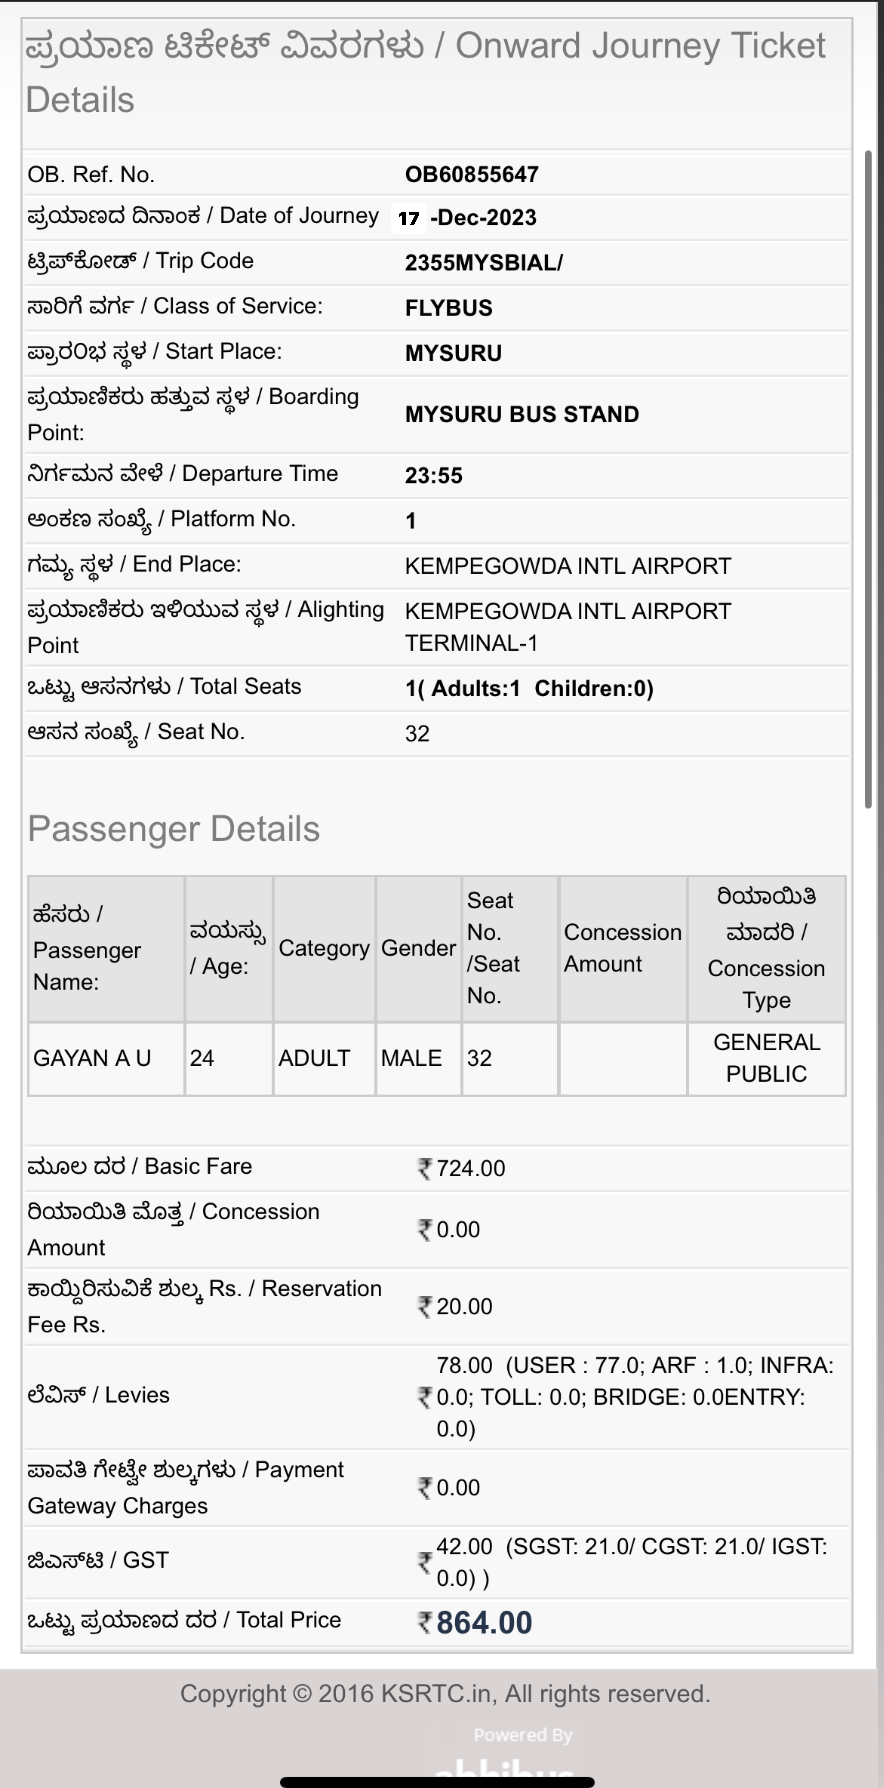 ಪ್ರಯಾಣ ಟಿಕೇಟ್ ವಿವರಗಳು / Onward Journey Ticket
Details
OB. Ref. No. OB60855647
ಪ್ರಯಾಣದ ದಿನಾಂಕ / Date of Journey 17 -Dec-2023
ಟ್ರಿಪ್‌ಕೋಡ್ / Trip Code 2355MYSBIAL/
ಸಾರಿಗೆ ವರ್ಗ / Class of Service: FLYBUS
ಪ್ರಾರ೦ಭ ಸ್ಥಳ / Start Place: MYSURU
ಪ್ರಯಾಣಿಕರು ಹತ್ತುವ ಸ್ಥಳ / Boarding
Point: MYSURU BUS STAND
ನಿರ್ಗಮನ ವೇಳೆ / Departure Time 23:55
ಅಂಕಣ ಸಂಖ್ಯೆ / Platform No. 1
ಗಮ್ಯ ಸ್ಥಳ / End Place: KEMPEGOWDA INTL AIRPORT
ಪ್ರಯಾಣಿಕರು ಇಳಿಯುವ ಸ್ಥಳ / Alighting
Point
KEMPEGOWDA INTL AIRPORT
TERMINAL-1
ಒಟ್ಟು ಆಸನಗಳು / Total Seats 1( Adults:1 Children:0)
ಆಸನ ಸಂಖ್ಯೆ / Seat No. 32
Passenger Details
ಹೆಸರು /
Passenger
Name:
ವಯಸ್ಸು
/ Age:
Category
Gender
Seat
No.
/Seat
No.
Concession
Amount
ರಿಯಾಯಿತಿ
ಮಾದರಿ /
Concession
Type
GAYAN A U 24 ADULT MALE 32
GENERAL
PUBLIC
ಮೂಲ ದರ / Basic Fare ₹ 724.00
ರಿಯಾಯಿತಿ ಮೊತ್ತ / Concession
Amount
₹ 0.00
ಕಾಯ್ದಿರಿಸುವಿಕೆ ಶುಲ್ಕ Rs. / Reservation
Fee Rs.
₹ 20.00
ಲೆವಿಸ್ / Levies
₹ 78.00 (USER : 77.0; ARF : 1.0; INFRA:
0.0; TOLL: 0.0; BRIDGE: 0.0ENTRY:
0.0)
ಪಾವತಿ ಗೇಟ್ವೇ ಶುಲ್ಕಗಳು / Payment
Gateway Charges
₹ 0.00
ಜಿಎಸ್‌ಟಿ / GST
₹ 42.00 (SGST: 21.0/ CGST: 21.0/ IGST:
0.0) )
ಒಟ್ಟು ಪ್ರಯಾಣದ ದರ / Total Price ₹ 864.00
Copyright © 2016 KSRTC.in, All rights reserved.
Powered By
abhibus